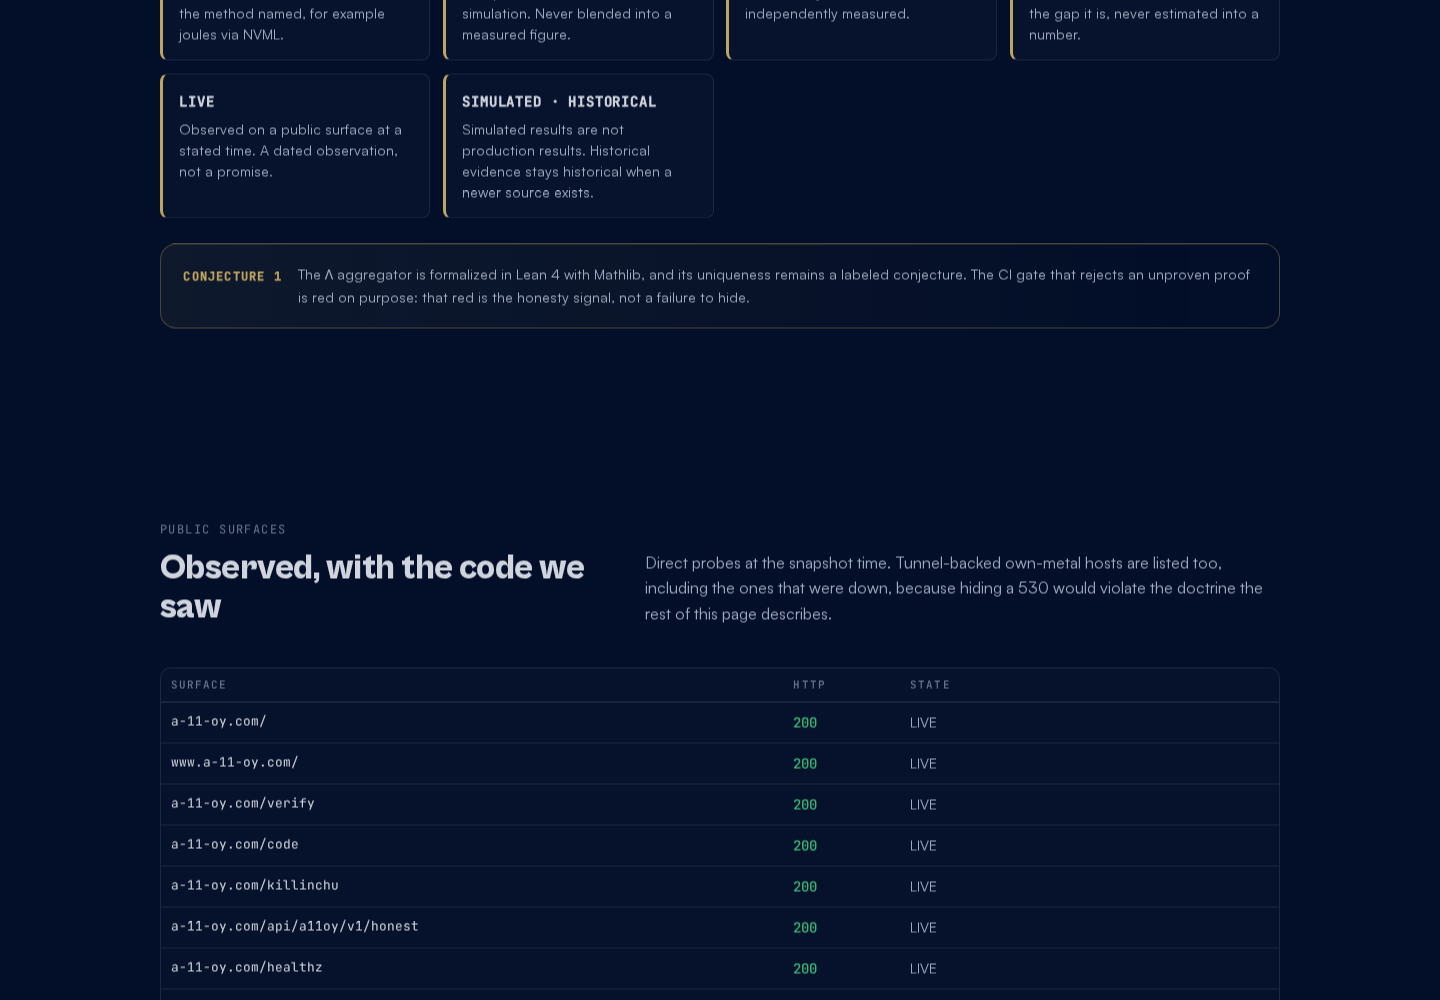 the method named, for example
joules via NVML.
simulation. Never blended into a
measured figure.
independently measured.
the gap it is, never estimated into a
number.
LIVE
Observed on a public surface at a
stated time. A dated observation,
not a promise.
SIMULATED · HISTORICAL
Simulated results are not
production results. Historical
evidence stays historical when a
newer source exists.
CONJECTURE 1
The Λ aggregator is formalized in Lean 4 with Mathlib, and its uniqueness remains a labeled conjecture. The CI gate that rejects an unproven proof
is red on purpose: that red is the honesty signal, not a failure to hide.
PUBLIC SURFACES
Observed, with the code we
saw
Direct probes at the snapshot time. Tunnel-backed own-metal hosts are listed too,
including the ones that were down, because hiding a 530 would violate the doctrine the
rest of this page describes.
SURFACE HTTP STATE
a-11-oy.com/ 200 LIVE
www.a-11-oy.com/ 200 LIVE
a-11-oy.com/verify 200 LIVE
a-11-oy.com/code 200 LIVE
a-11-oy.com/killinchu 200 LIVE
a-11-oy.com/api/a11oy/v1/honest 200 LIVE
a-11-oy.com/healthz 200 LIVE